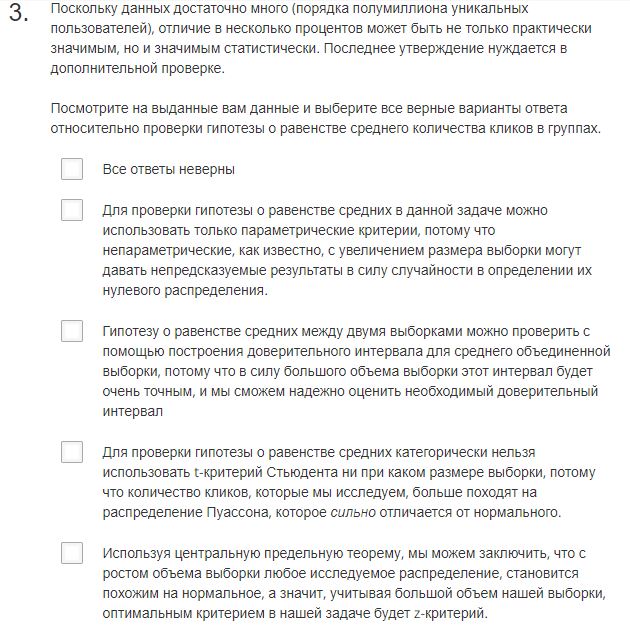 3.
Поскольку данных достаточно много (порядка полумиллиона уникальных
пользователей), отличие в несколько процентов может быть не только практически
значимым, но и значимым статистически. Последнее утверждение нуждается в
дополнительной проверке.
Посмотрите на выданные вам данные и выберите все верные варианты ответа
относительно проверки гипотезы о равенстве среднего количества кликов в группах.
Все ответы неверны
Для проверки гипотезы о равенстве средних в данной задаче можно
использовать только параметрические критерии, потому что
непараметрические, как известно, с увеличением размера выборки могут
давать непредсказуемые результаты в силу случайности в определении их
нулевого распределения.
Гипотезу о равенстве средних между двумя выборками можно проверить с
помощью построения доверительного интервала для среднего объединенной
выборки, потому что в силу большого объема выборки этот интервал будет
очень точным, и мы сможем надежно оценить необходимый доверительный
интервал
Для проверки гипотезы о равенстве средних категорически нельзя
использовать t-критерий Стьюдента ни при каком размере выборки, потому
что количество кликов, которые мы исследуем, больше походят на
распределение Пуассона, которое сильно отличается от нормального.
Используя центральную предельную теорему, мы можем заключить, что с
ростом объема выборки любое исследуемое распределение, становится
похожим на нормальное, а значит, учитывая большой объем нашей выборки,
оптимальным критерием в нашей задаче будет z-критерий.